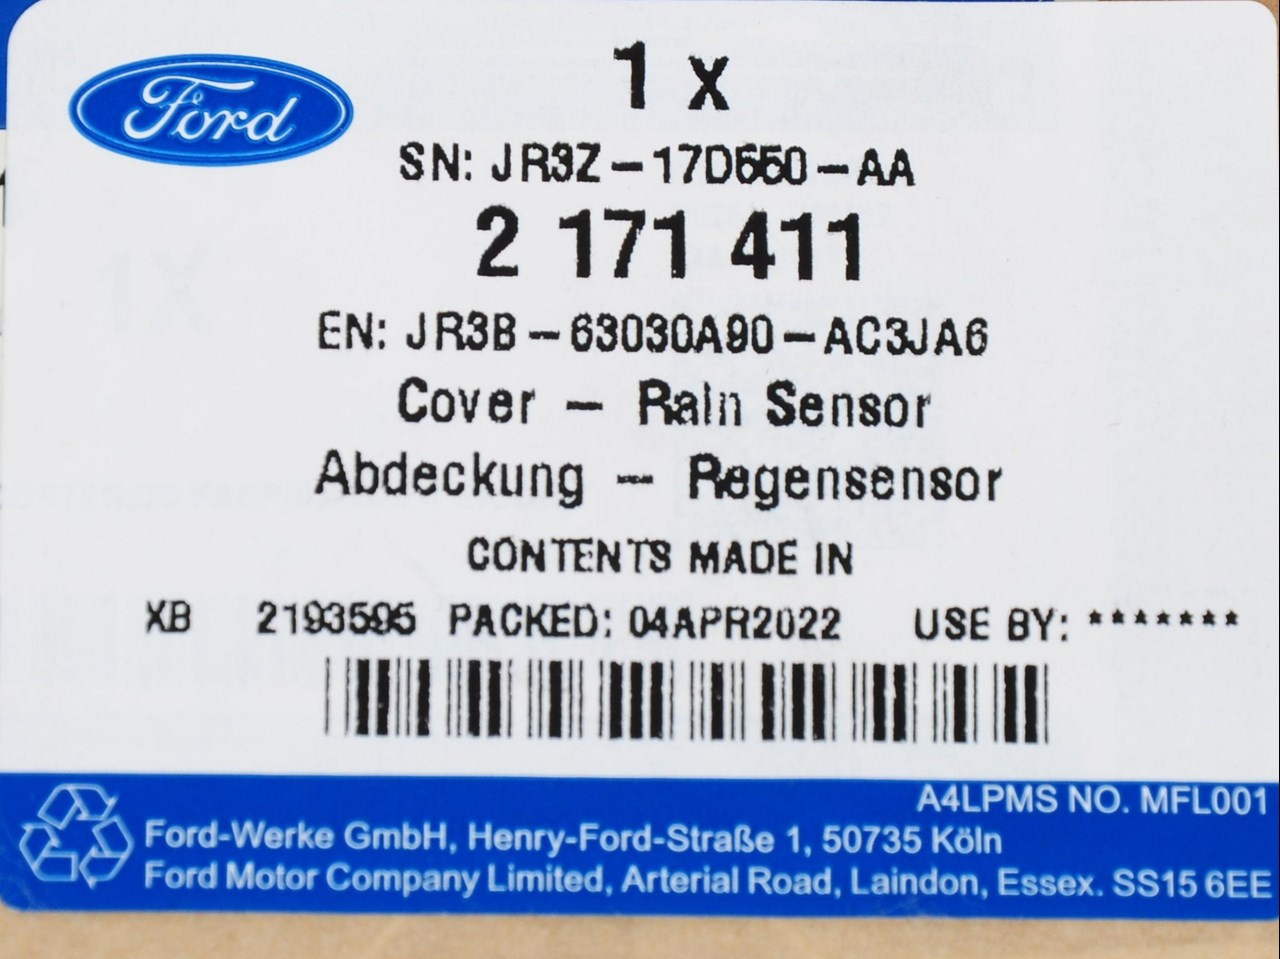 Ford
1 x
SN: JR3Z-17D550-AA
2 171 411
EN: JR3B-63030A90-AC3JA6
Cover - Rain Sensor
Abdeckung - Regensensor
CONTENTS MADE IN
XB 2193595 PACKED: 04APR2022 USE BY: *******
A4LPMS NO. MFL001
Ford-Werke GmbH, Henry-Ford-Straße 1, 50735 Köln
Ford Motor Company Limited, Arterial Road, Laindon, Essex. SS15 6EE